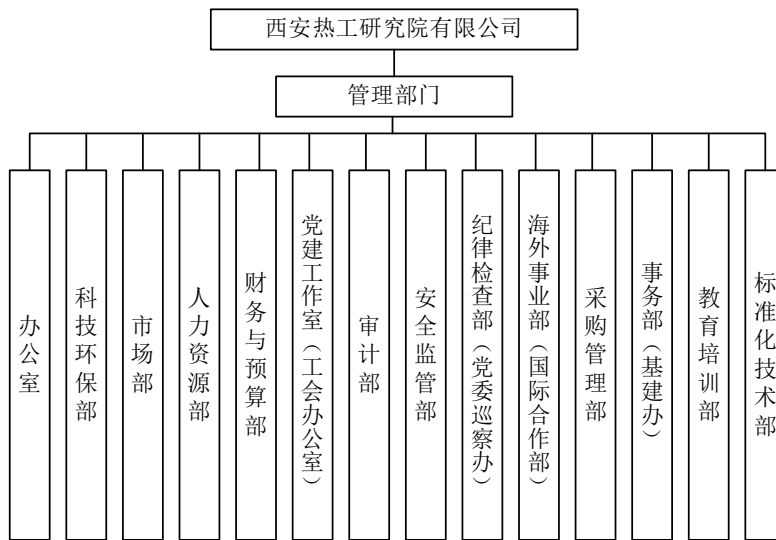 西安热工研究院有限公司
管理部门
办公室
科技环保部
市场部
人力资源部
财务与预算部
党建工作室（工会办公室）
审计部
安全监管部
纪律检查部（党委巡察办）
海外事业部（国际合作部）
采购管理部
事务部（基建办）
教育培训部
标准化技术部